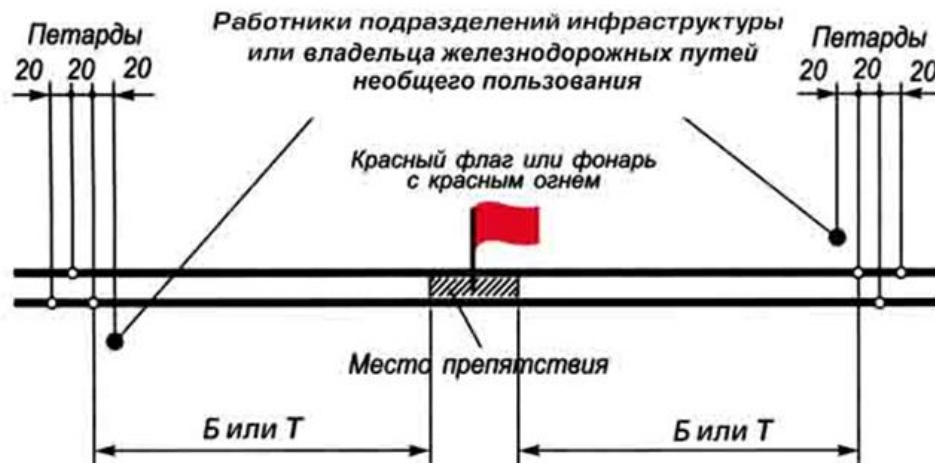 Работники подразделений инфраструктуры
или владельца железнодорожных путей
необщего пользования
Петарды
20 20 20
Петарды
20 20 20
Красный флаг или фонарь
с красным огнем
Место препятствия
Б или Т
Б или Т